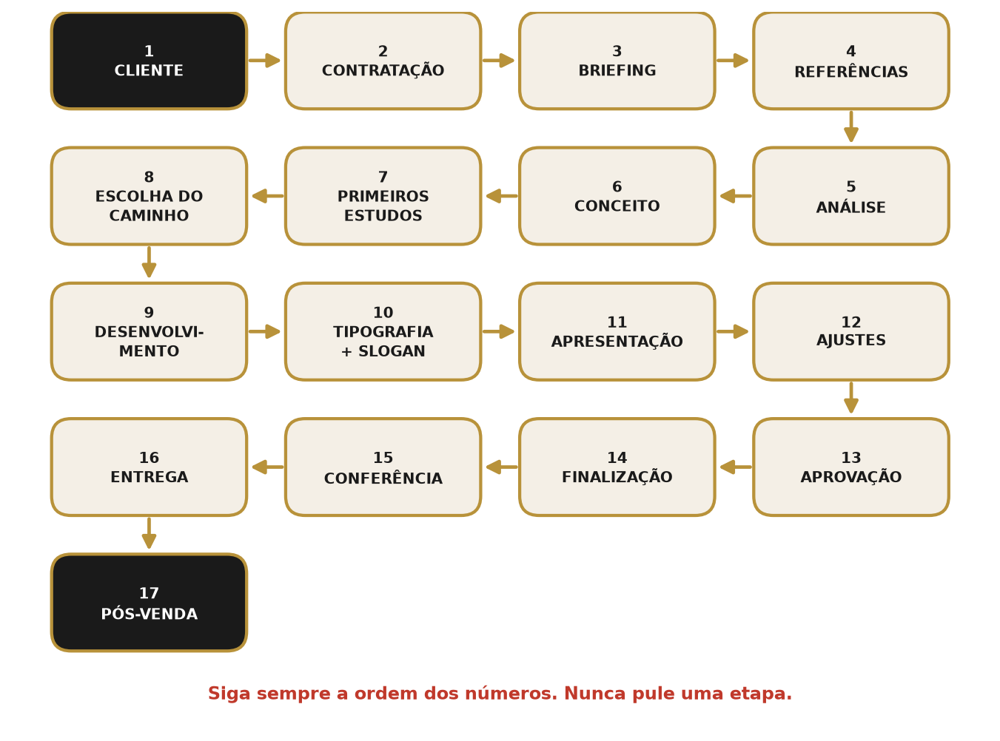 1
CLIENTE
2
CONTRATAÇÃO
3
BRIEFING
4
REFERÊNCIAS
5
ANÁLISE
6
CONCEITO
7
PRIMEIROS
ESTUDOS
8
ESCOLHA DO
CAMINHO
9
DESENVOLVI-
MENTO
10
TIPOGRAFIA
+ SLOGAN
11
APRESENTAÇÃO
12
AJUSTES
13
APROVAÇÃO
14
FINALIZAÇÃO
15
CONFERÊNCIA
16
ENTREGA
17
PÓS-VENDA
Siga sempre a ordem dos números. Nunca pule uma etapa.